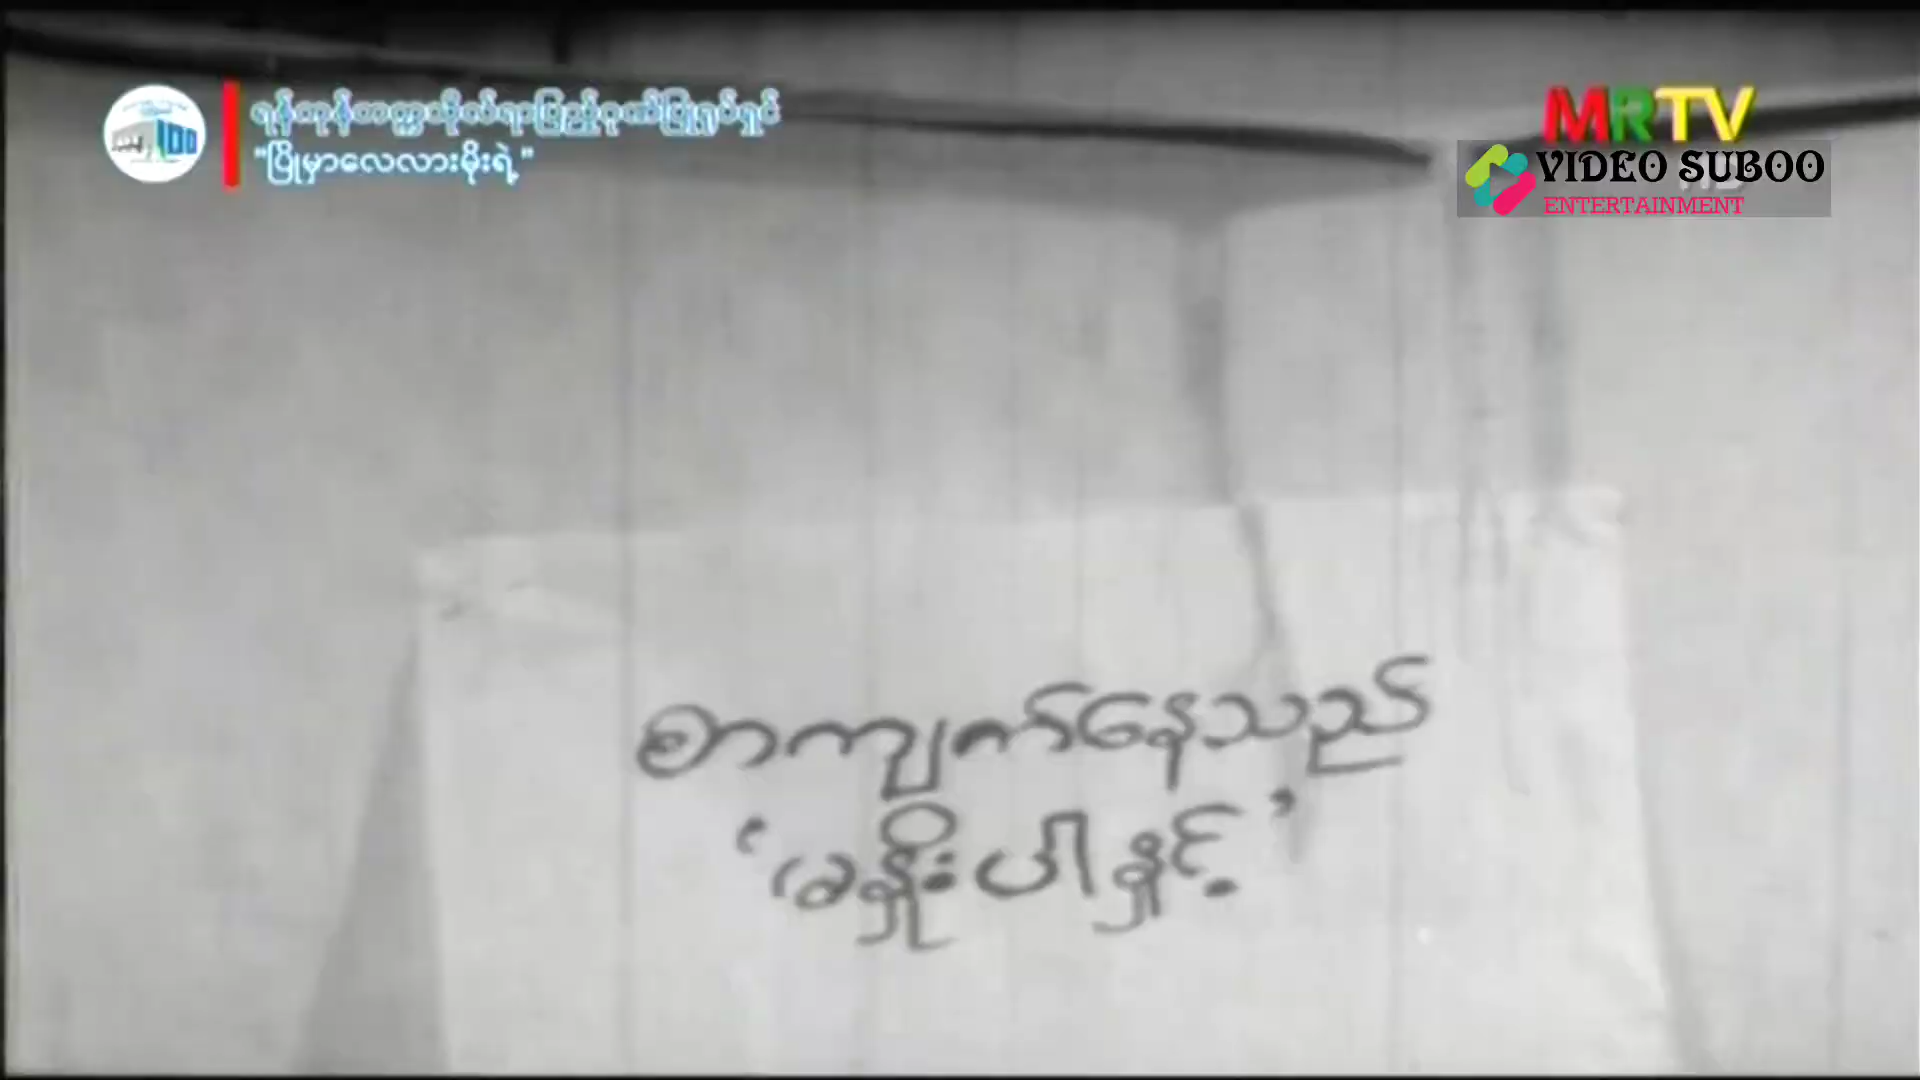 ရန်ကုန်တက္ကသိုလ်ရာပြည့်ဂုဏ်ပြုရုပ်ရှင်
"ပြိုမှာလေလားမိုးရဲ့"
100
MRTV
VIDEO SUBOO
ENTERTAINMENT
စာကျက်နေသည်
‘မနှိုးပါနှင့်’